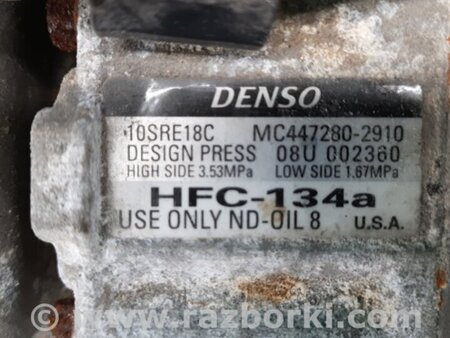 DENSO
10SRE18C MC447280-2910
DESIGN PRESS 08U 002360
HIGH SIDE 3.53MPa LOW SIDE 1.67MPa
HFC-134a
USE ONLY ND-OIL 8 U.S.A.
© www.razborki.com